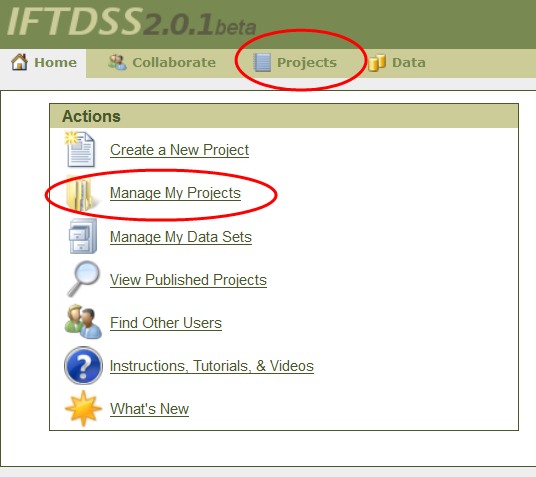 IFTDSS2.0.1beta
Home Collaborate Projects Data
Actions
Create a New Project
Manage My Projects
Manage My Data Sets
View Published Projects
Find Other Users
Instructions, Tutorials, & Videos
What's New